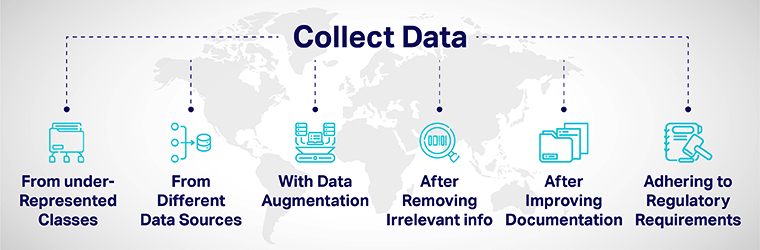 Collect Data
From under-
Represented
Classes
From
Different
Data Sources
With Data
Augmentation
After
Removing
Irrelevant info
After
Improving
Documentation
Adhering to
Regulatory
Requirements